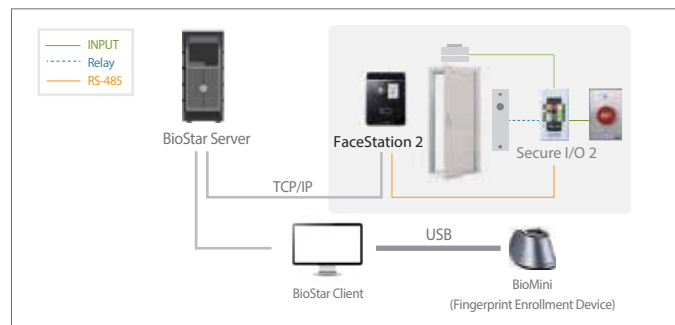 INPUT
Relay
RS-485
BioStar Server
FaceStation 2
Secure I/O 2
TCP/IP
USB
BioStar Client
BioMini
(Fingerprint Enrollment Device)